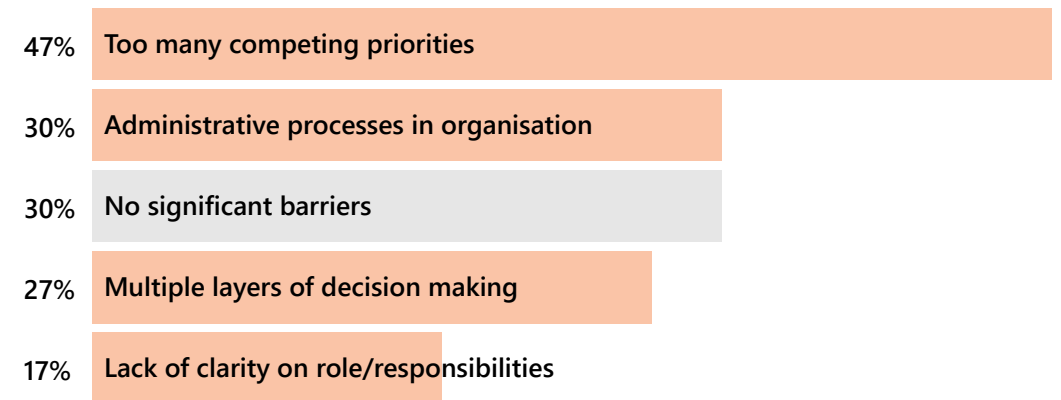 47% Too many competing priorities
30% Administrative processes in organisation
30% No significant barriers
27% Multiple layers of decision making
17% Lack of clarity on role/responsibilities